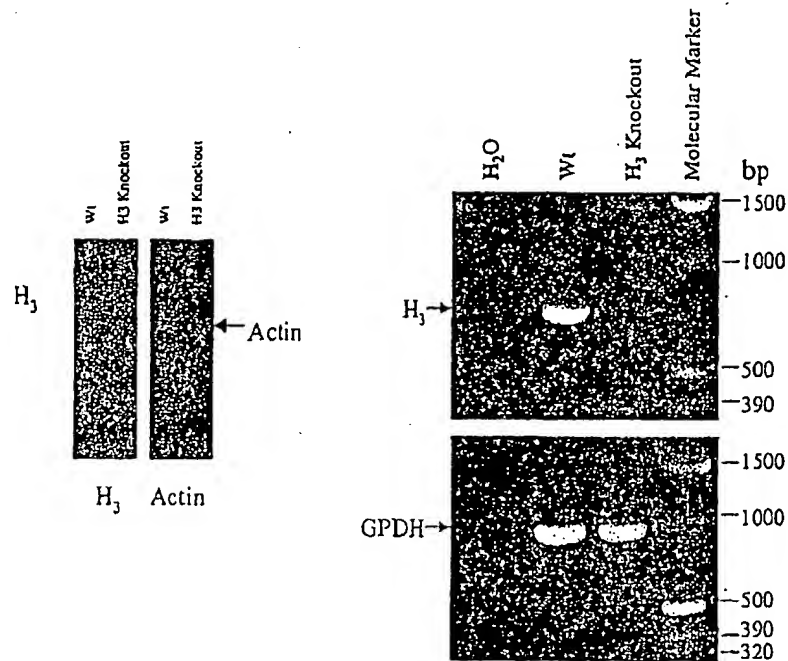 Wt
H3 Knockout
Wt
H3 Knockout
H₃
Actin
H₃
Actin
H₂O
Wt
H₃ Knockout
Molecular Marker
bp
1500
1000
H₃
500
390
1500
1000
GPDH
500
390
320